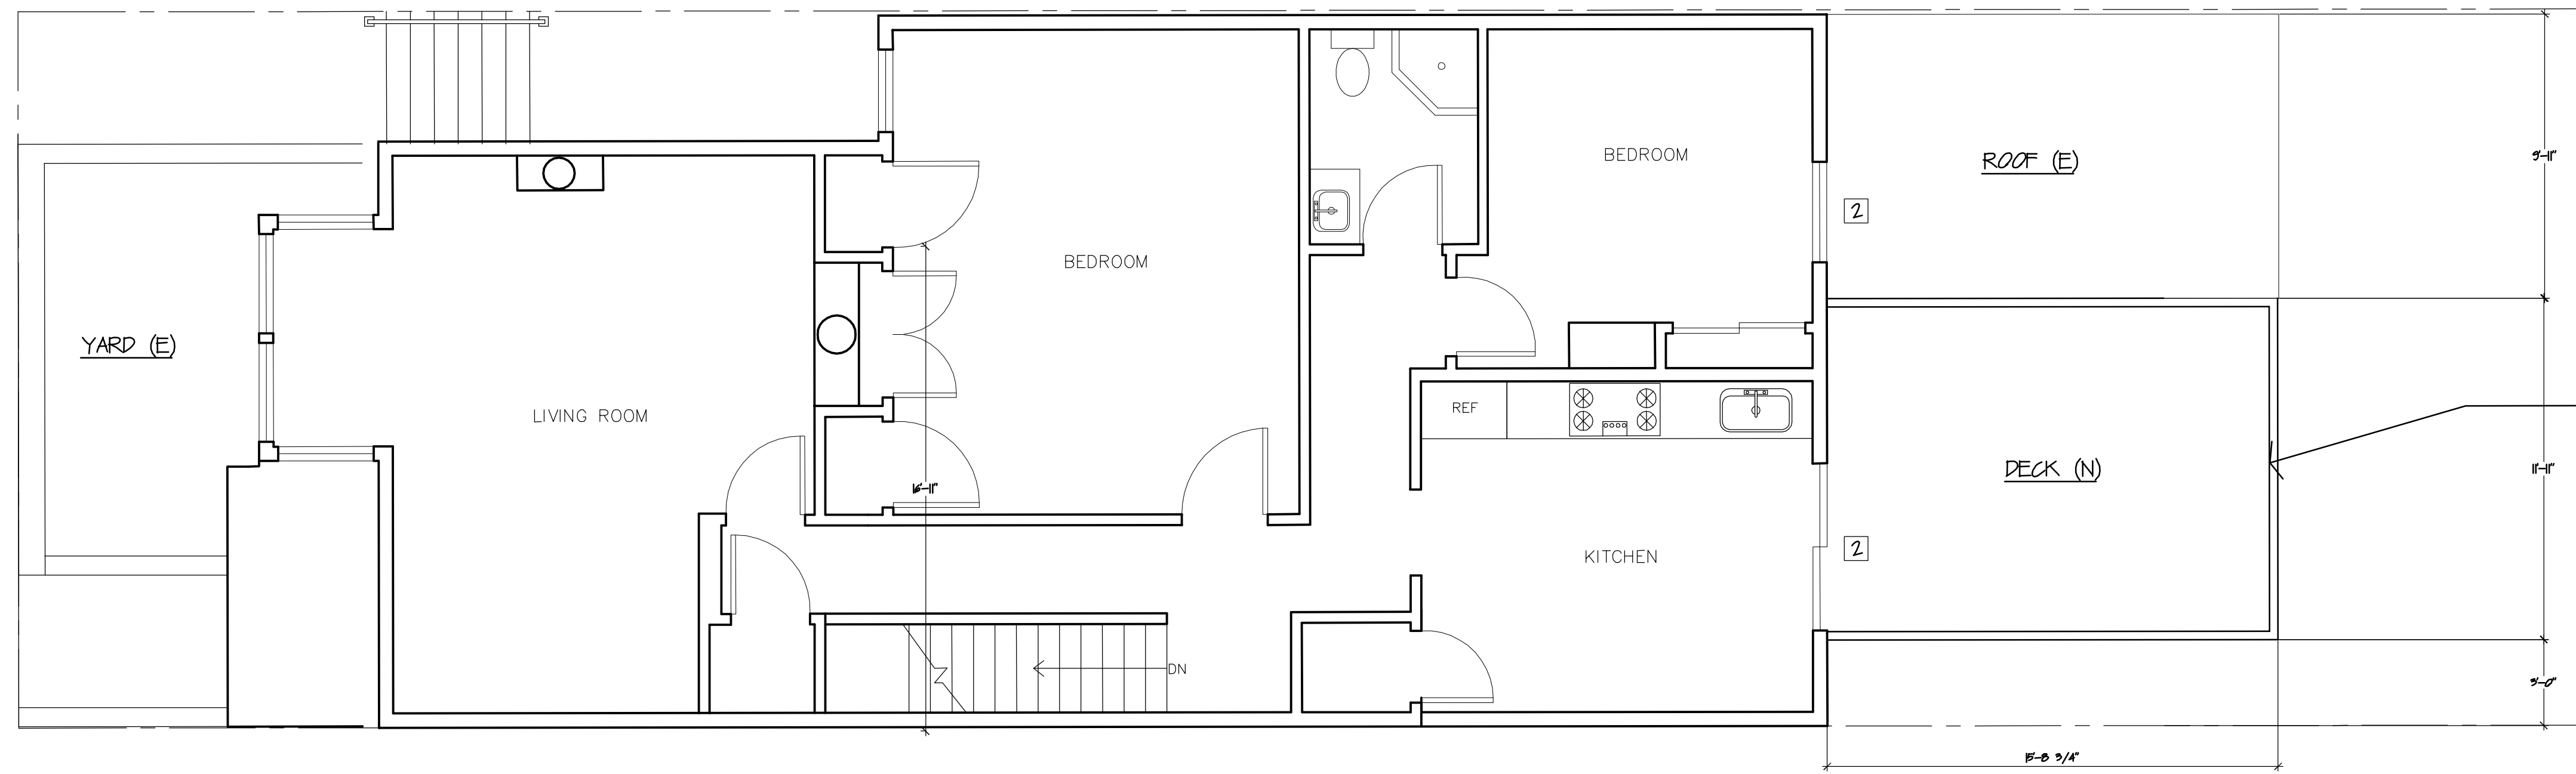 BEDROOM
ROOF (E)
9'-11"
2
BEDROOM
YARD (E)
REF
LIVING ROOM
DECK (N)
11'-11"
16'-11"
2
KITCHEN
DN
3'-0"
15'-8 3/4"